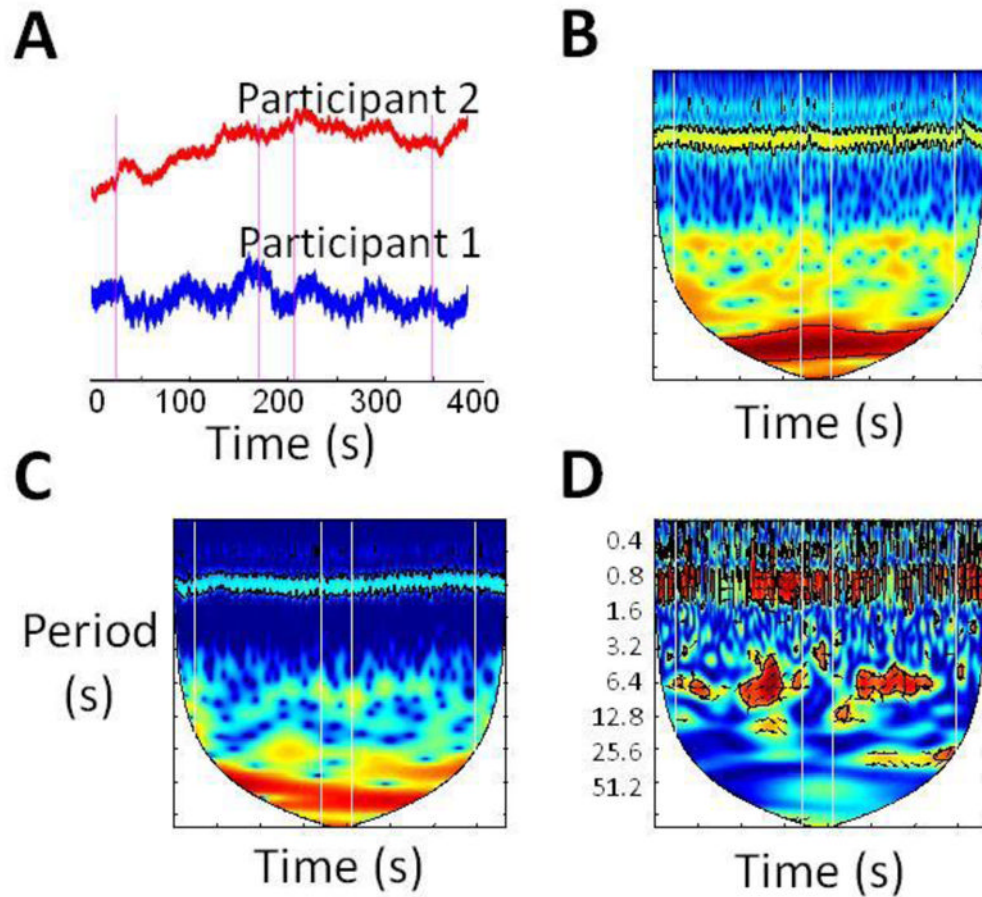 A
Participant 2
Participant 1
0 100 200 300 400
Time (s)
B
Time (s)
C
Period
(s)
Time (s)
D
0.4
0.8
1.6
3.2
6.4
12.8
25.6
51.2
Time (s)